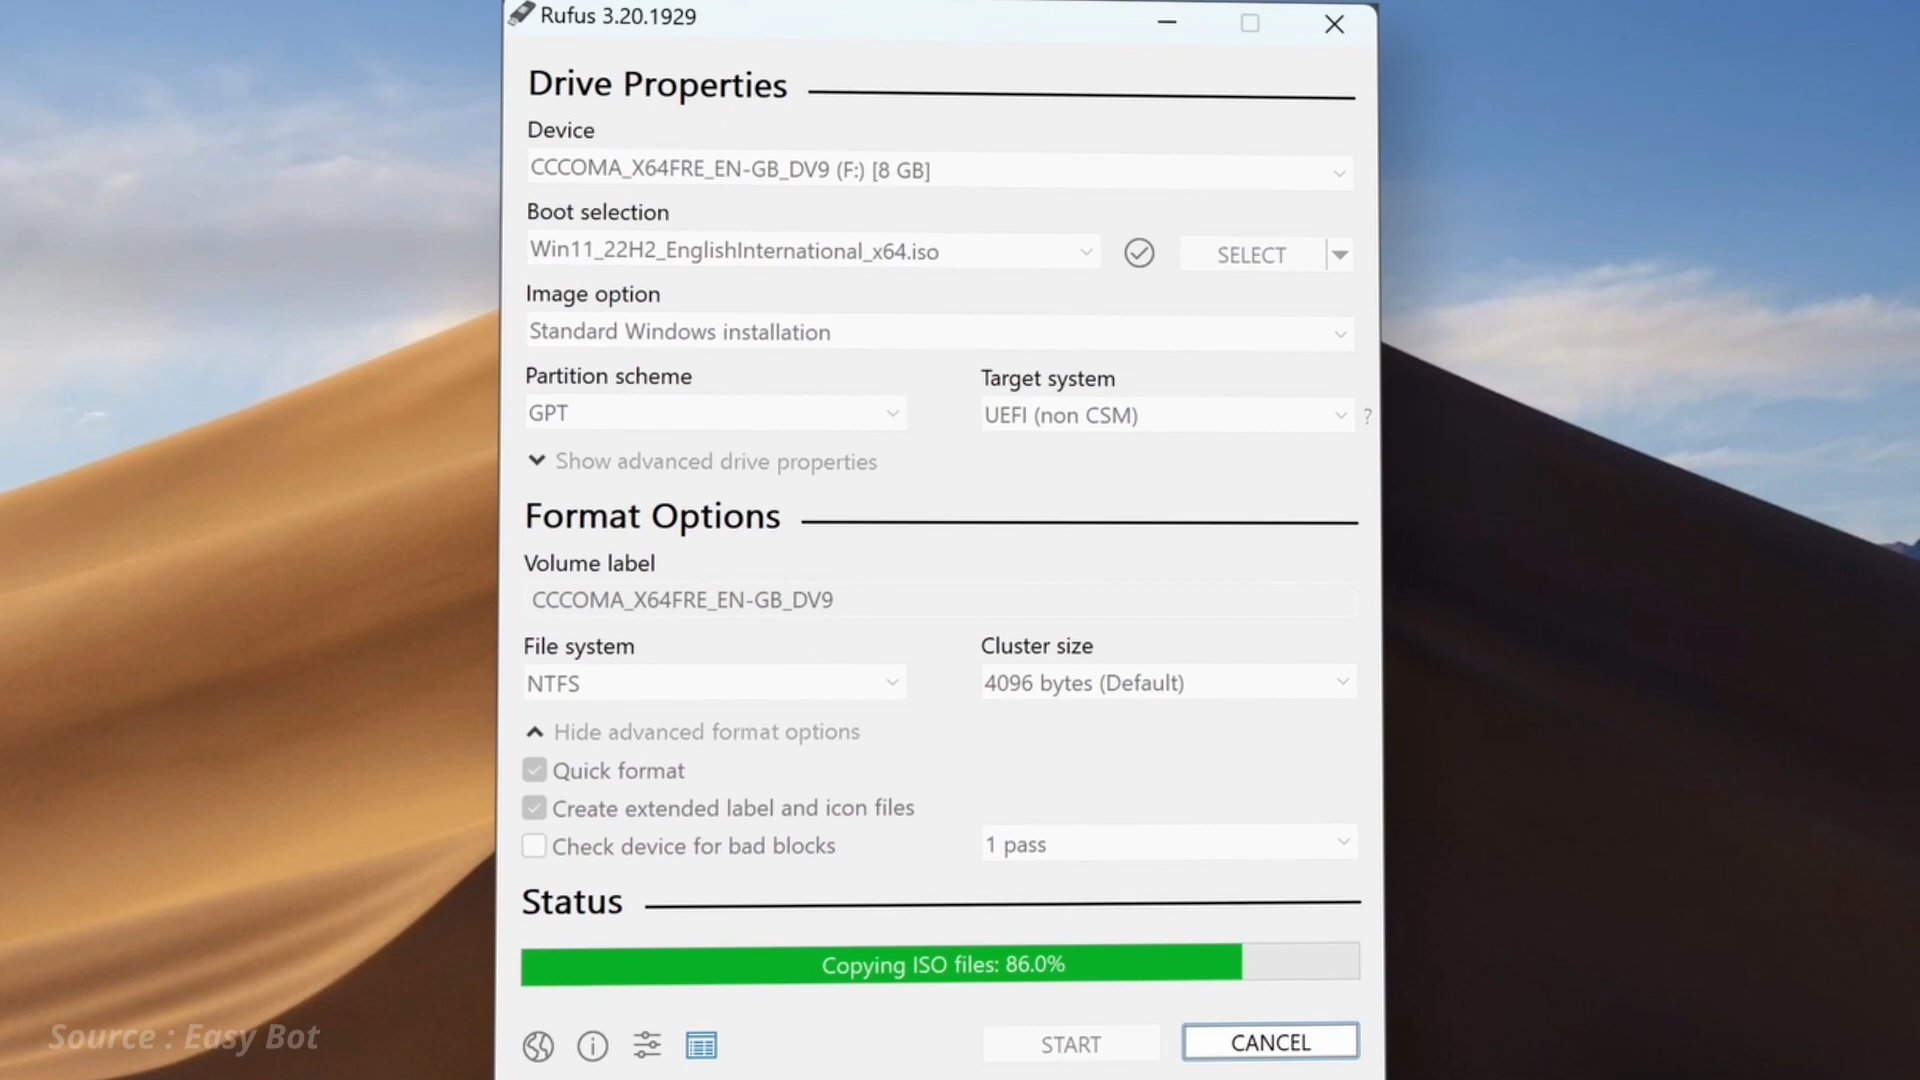 Rufus 3.20.1929
Drive Properties
Device
CCCOMA_X64FRE_EN-GB_DV9 (F:) [8 GB]
Boot selection
Win11_22H2_EnglishInternational_x64.iso
SELECT
Image option
Standard Windows installation
Partition scheme
Target system
GPT
UEFI (non CSM)
?
Show advanced drive properties
Format Options
Volume label
CCCOMA_X64FRE_EN-GB_DV9
File system
Cluster size
NTFS
4096 bytes (Default)
Hide advanced format options
Quick format
Create extended label and icon files
Check device for bad blocks
1 pass
Status
Copying ISO files: 86.0%
START
CANCEL
Source : Easy Bot